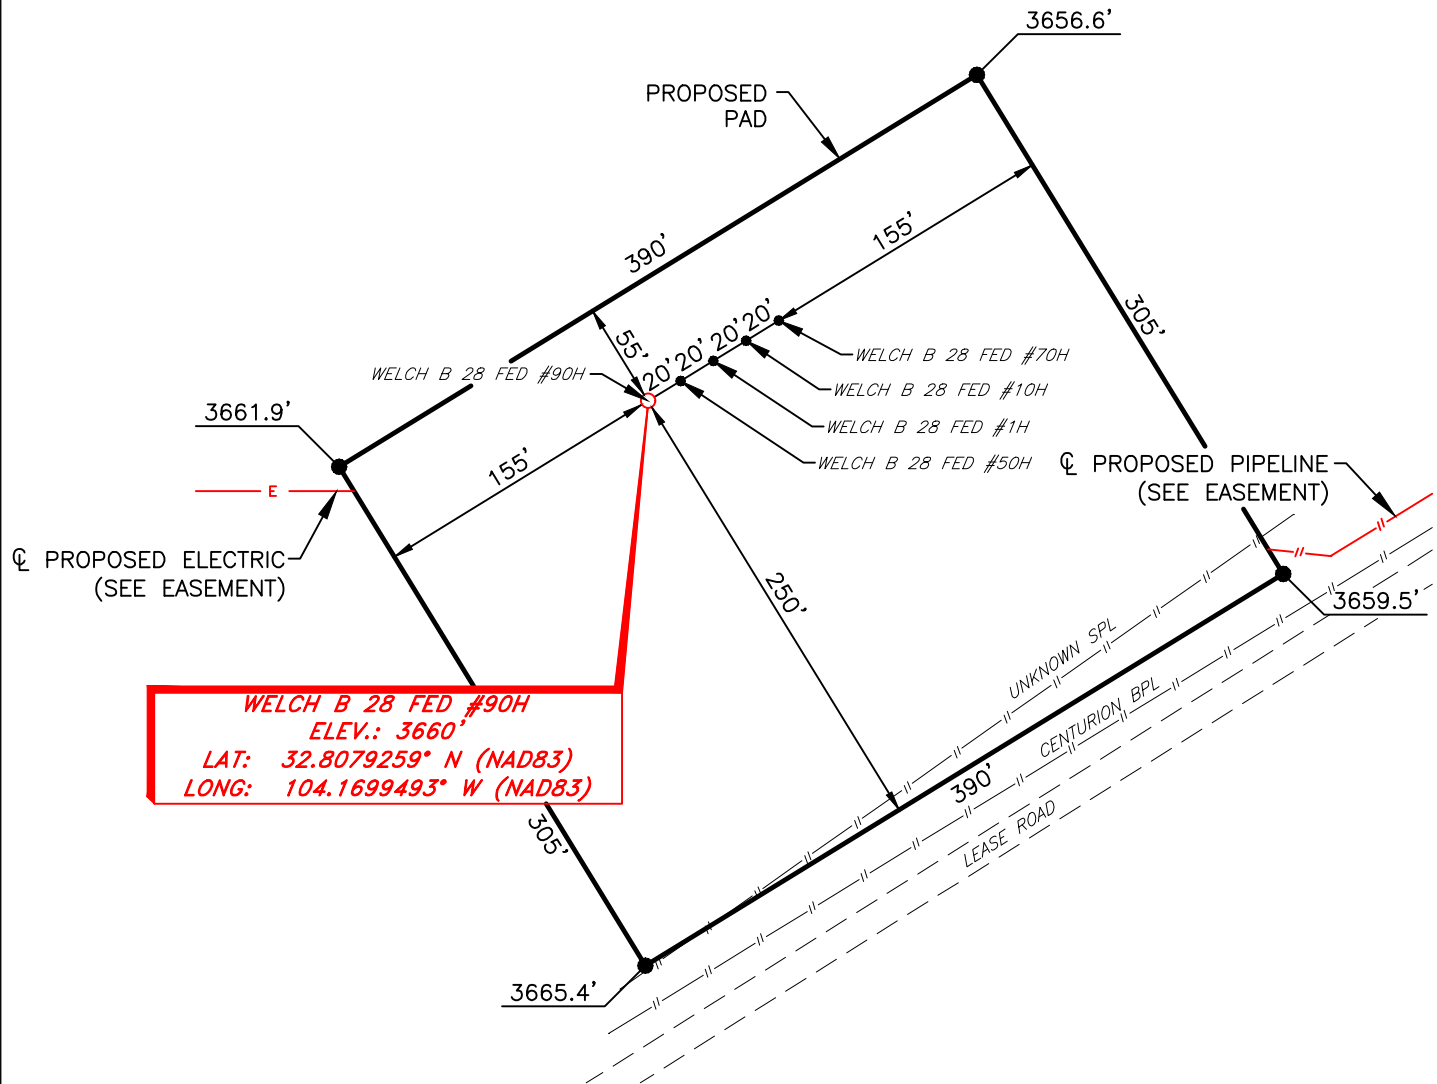 3656.6'
PROPOSED
PAD
390'
155'
55'
20' 20' 20' 20'
305'
WELCH B 28 FED #70H
WELCH B 28 FED #90H
WELCH B 28 FED #10H
3661.9'
WELCH B 28 FED #1H
155'
WELCH B 28 FED #50H
℄ PROPOSED PIPELINE
(SEE EASEMENT)
E
℄ PROPOSED ELECTRIC
(SEE EASEMENT)
250'
3659.5'
UNKNOWN SPL
WELCH B 28 FED #90H
ELEV.: 3660'
LAT: 32.8079259° N (NAD83)
LONG: 104.1699493° W (NAD83)
CENTURION BPL
390'
305'
LEASE ROAD
3665.4'